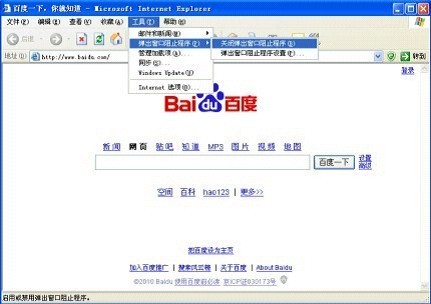 百度一下，你就知道 - Microsoft Internet Explorer
文件(F) 编辑(E) 查看(V) 收藏(A) 工具(T) 帮助(H)
邮件和新闻(M)
弹出窗口阻止程序(P)
管理加载项(A)...
同步(S)...
Windows Update(U)
Internet 选项(O)...
关闭弹出窗口阻止程序(B)
弹出窗口阻止程序设置(P)...
后退
地址(D) http://www.baidu.com/ 转到
登录
Bai du 百度
新闻 网页 贴吧 知道 MP3 图片 视频 地图
百度一下 设置
空间 百科 hao123 | 更多>>
把百度设为主页
加入百度推广 | 搜索风云榜 | 关于百度 | About Baidu
©2010 Baidu 使用百度前必读 京ICP证030173号
启用或禁用弹出窗口阻止程序。